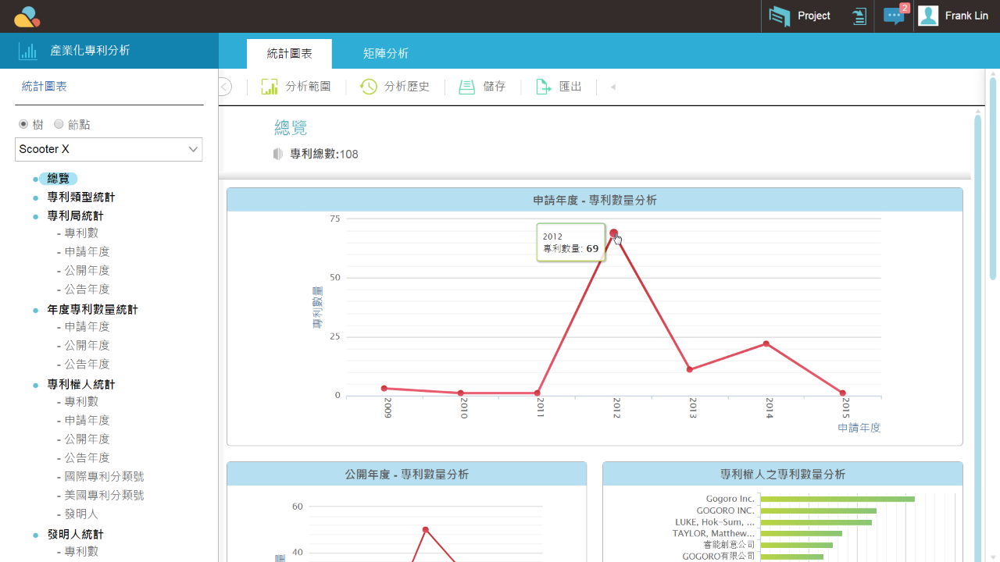 Project
2
Frank Lin
產業化專利分析
統計圖表
矩陣分析
統計圖表
分析範圍
分析歷史
儲存
匯出
樹
節點
Scooter X
總覽
專利類型統計
專利局統計
- 專利數
- 申請年度
- 公開年度
- 公告年度
年度專利數量統計
- 申請年度
- 公開年度
- 公告年度
專利權人統計
- 專利數
- 申請年度
- 公開年度
- 公告年度
- 國際專利分類號
- 美國專利分類號
- 發明人
發明人統計
- 專利數
總覽
專利總數:108
申請年度 - 專利數量分析
75
50
25
0
專利數量
2012
專利數量: 69
2009
2010
2011
2012
2013
2014
2015
申請年度
公開年度 - 專利數量分析
60
40
專利權人之專利數量分析
Gogoro Inc.
GOGORO INC.
LUKE, Hok-Sum, ...
TAYLOR, Matthew...
睿能創意公司
GOGORO有限公司